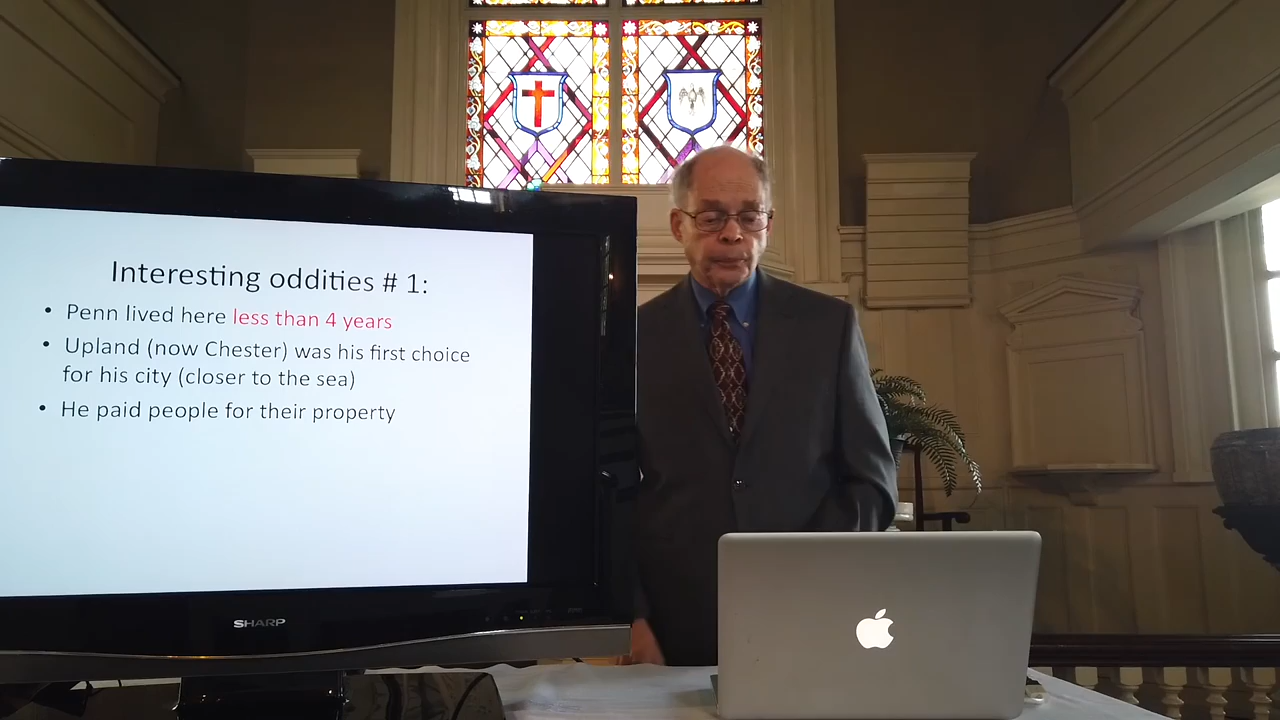 Interesting oddities # 1:
• Penn lived here less than 4 years
• Upland (now Chester) was his first choice
for his city (closer to the sea)
• He paid people for their property
SHARP